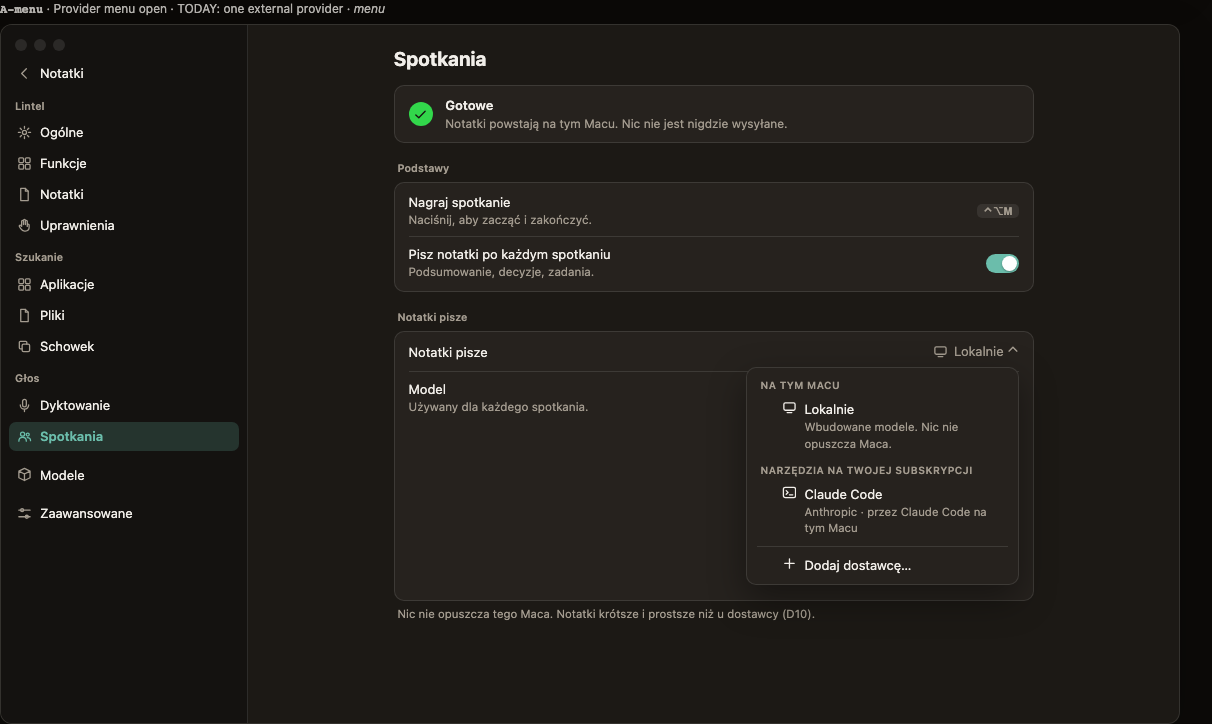 A-menu · Provider menu open · TODAY: one external provider · menu
Notatki
Lintel
Ogólne
Funkcje
Notatki
Uprawnienia
Szukanie
Aplikacje
Pliki
Schowek
Głos
Dyktowanie
Spotkania
Modele
Zaawansowane
Spotkania
Gotowe
Notatki powstają na tym Macu. Nic nie jest nigdzie wysyłane.
Podstawy
Nagraj spotkanie
Naciśnij, aby zacząć i zakończyć.
⌃⌥M
Pisz notatki po każdym spotkaniu
Podsumowanie, decyzje, zadania.
Notatki pisze
Notatki pisze
Lokalnie
Model
Używany dla każdego spotkania.
NA TYM MACU
Lokalnie
Wbudowane modele. Nic nie
opuszcza Maca.
NARZĘDZIA NA TWOJEJ SUBSKRYPCJI
Claude Code
Anthropic · przez Claude Code na
tym Macu
Dodaj dostawcę...
Nic nie opuszcza tego Maca. Notatki krótsze i prostsze niż u dostawcy (D10).